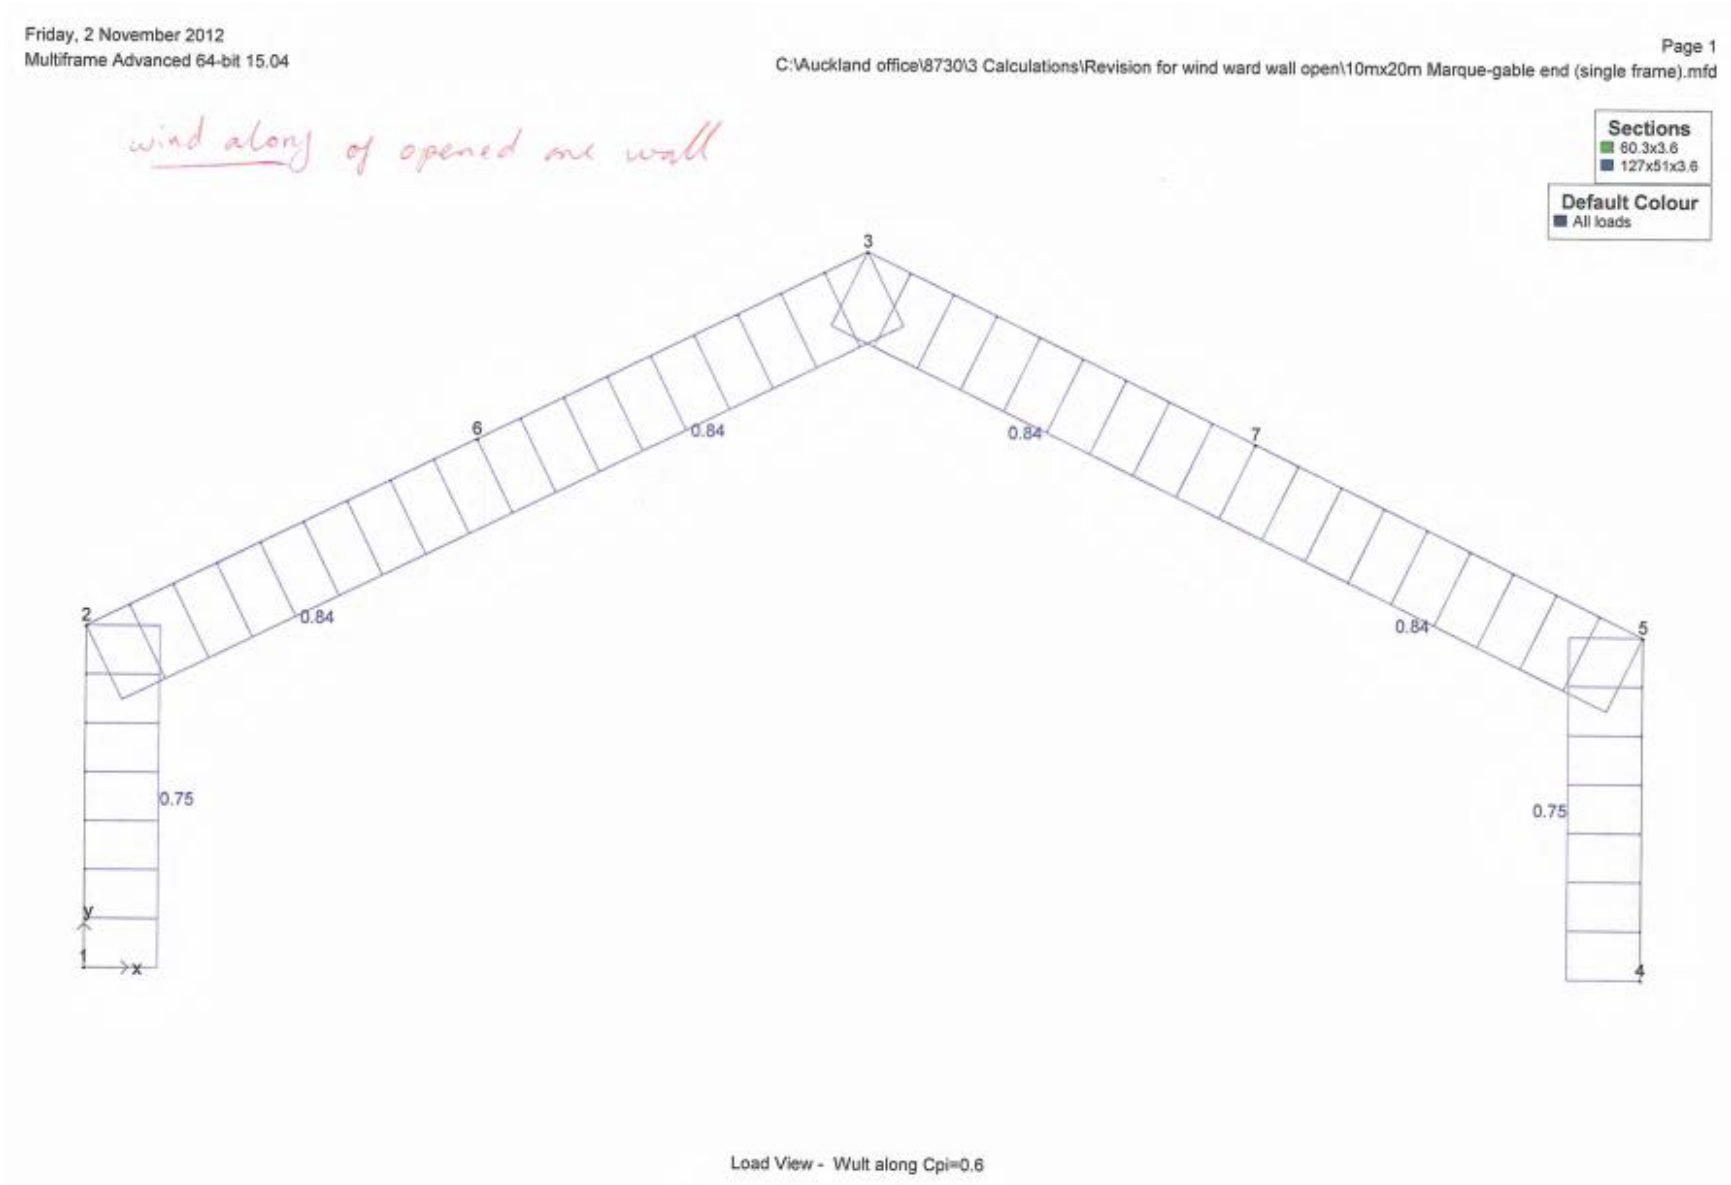 Friday, 2 November 2012
Multiframe Advanced 64-bit 15.04
Page 1
C:\Auckland office\8730\3 Calculations\Revision for wind ward wall open\10mx20m Marque-gable end (single frame).mfd
wind along of opened one wall
Sections
60.3x3.6
127x51x3.6
Default Colour
All loads
3
6
0.84
0.84
7
2
0.84
0.84
5
0.75
0.75
y
1
x
4
Load View - Wult along Cpi=0.6